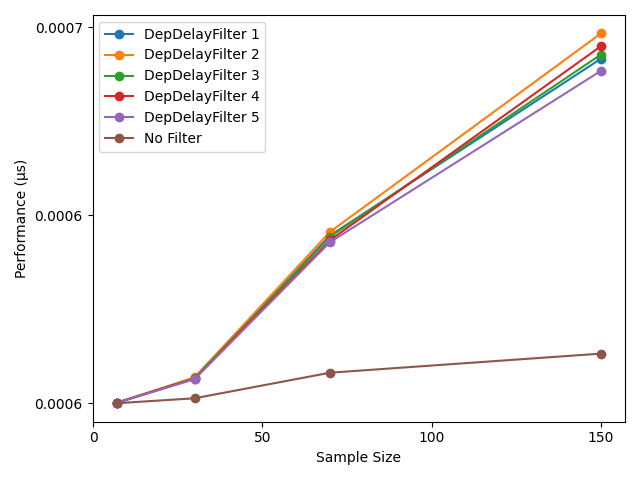 0.0007
0.0006
0.0006
Performance (µs)
DepDelayFilter 1
DepDelayFilter 2
DepDelayFilter 3
DepDelayFilter 4
DepDelayFilter 5
No Filter
0 50 100 150
Sample Size